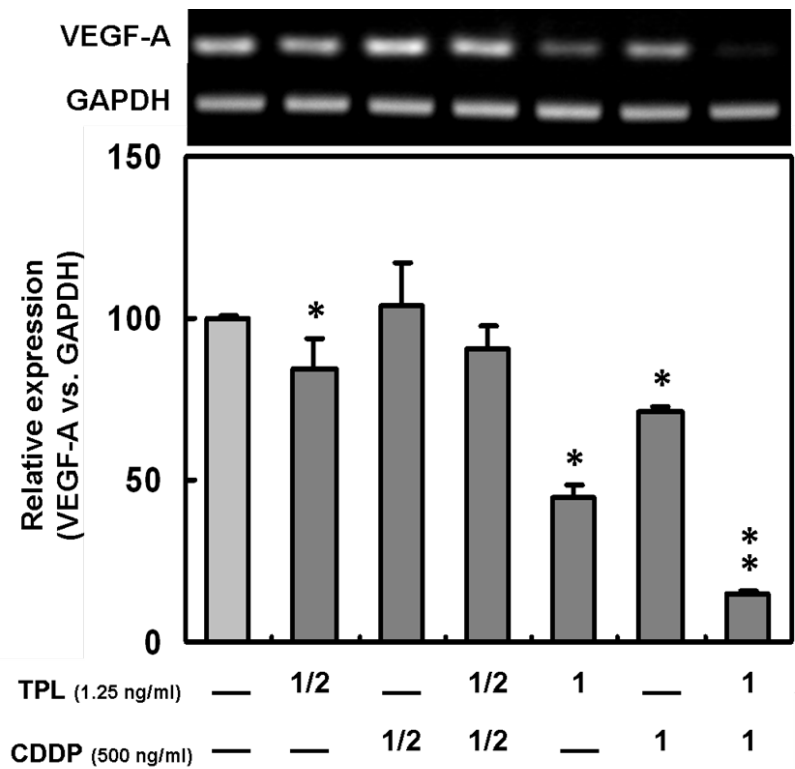 VEGF-A
GAPDH
150
100
50
0
Relative expression
(VEGF-A vs. GAPDH)
*
*
*
*
*
TPL (1.25 ng/ml) — 1/2 — 1/2 1 — 1
CDDP (500 ng/ml) — — 1/2 1/2 — 1 1